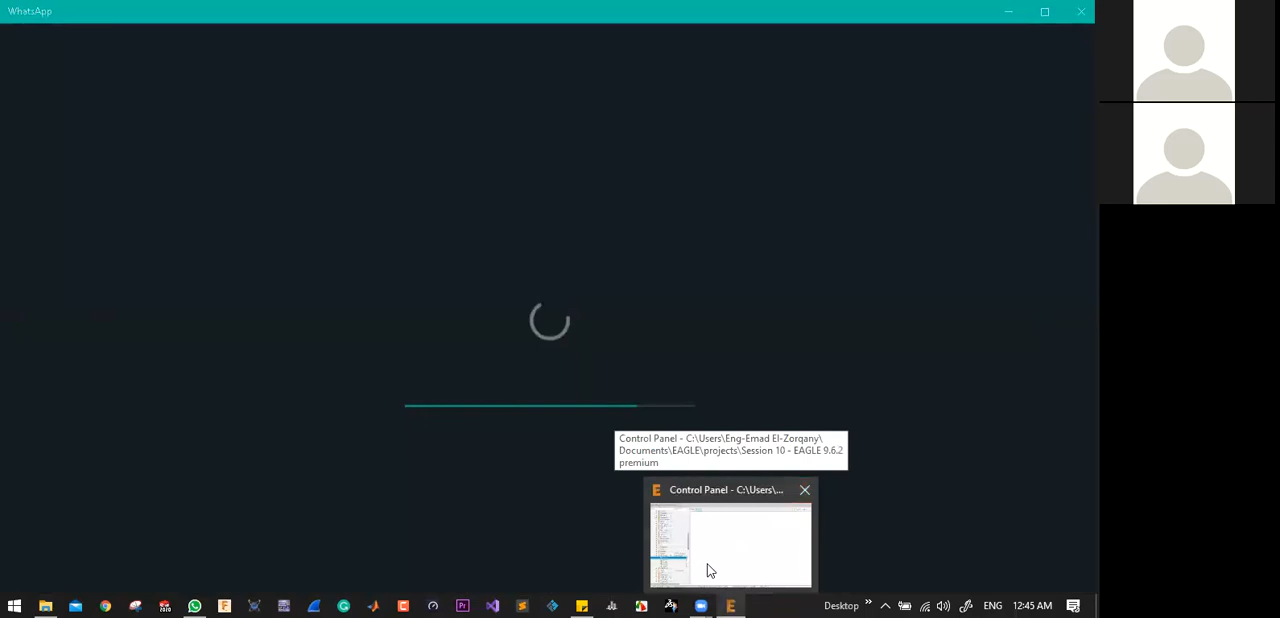 WhatsApp
Control Panel - C:\Users\Eng-Emad El-Zorqany\
Documents\EAGLE\projects\Session 10 - EAGLE 9.6.2
premium
Control Panel - C:\Users\...
Desktop
ENG
12:45 AM